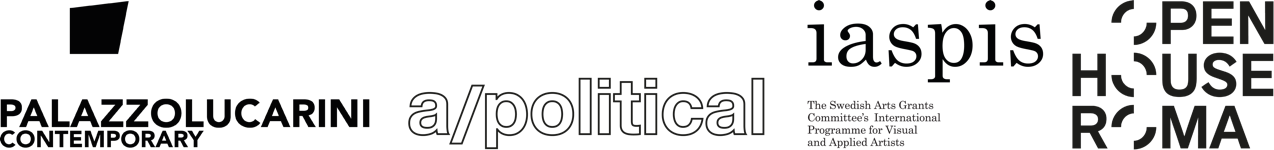 PALAZZOLUCARINI
CONTEMPORARY
a/political
iaspis
The Swedish Arts Grants
Committee's International
Programme for Visual
and Applied Artists
OPEN
HOUSE
ROMA